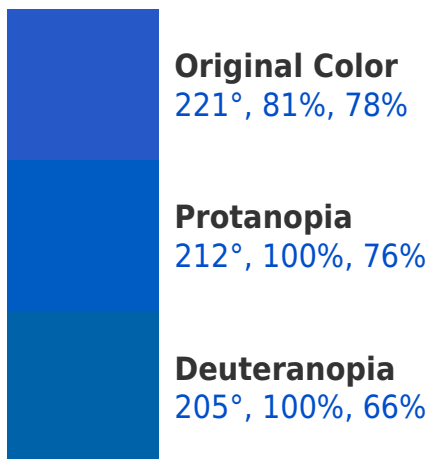 Original Color
221°, 81%, 78%
Protanopia
212°, 100%, 76%
Deuteranopia
205°, 100%, 66%